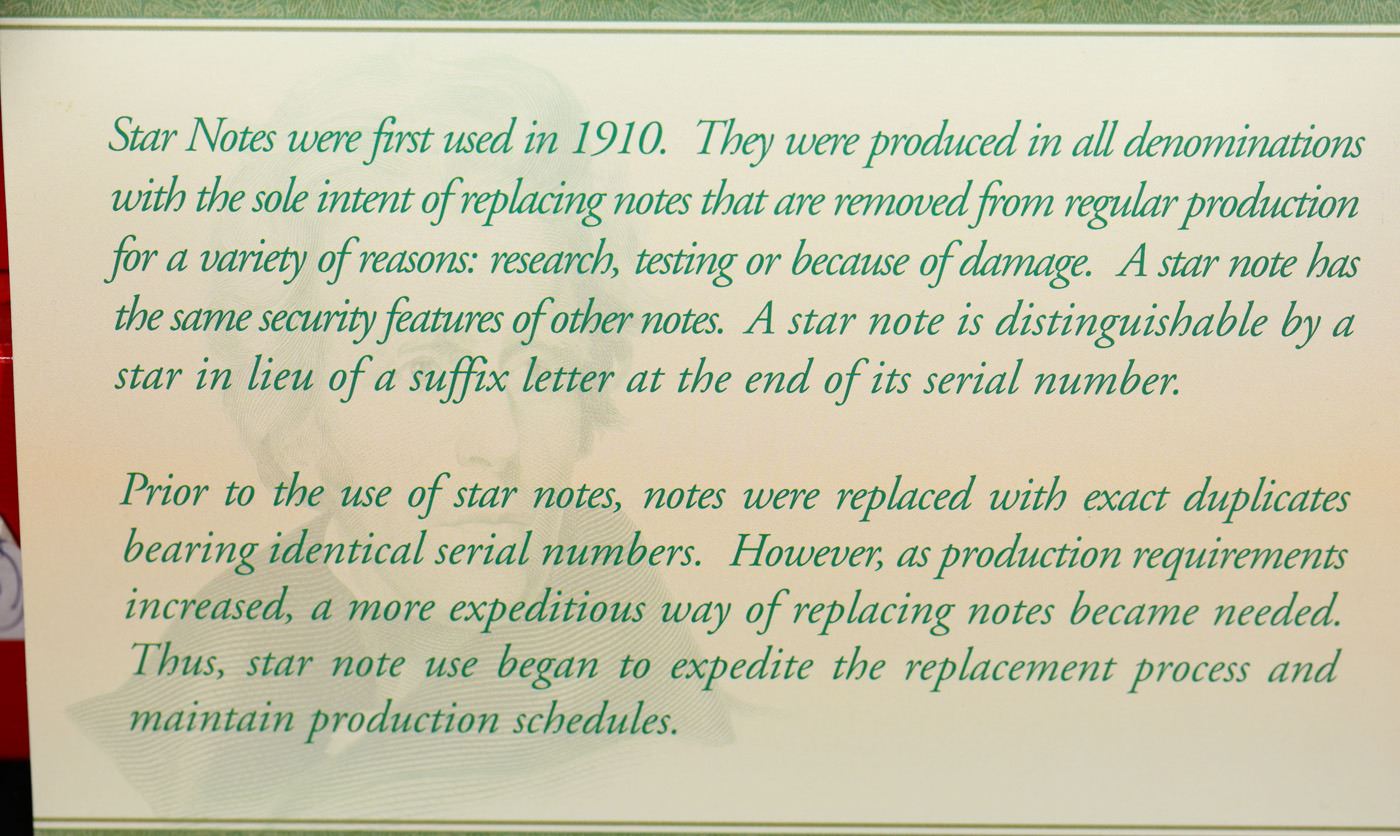 Star Notes were first used in 1910. They were produced in all denominations
with the sole intent of replacing notes that are removed from regular production
for a variety of reasons: research, testing or because of damage. A star note has
the same security features of other notes. A star note is distinguishable by a
star in lieu of a suffix letter at the end of its serial number.
Prior to the use of star notes, notes were replaced with exact duplicates
bearing identical serial numbers. However, as production requirements
increased, a more expeditious way of replacing notes became needed.
Thus, star note use began to expedite the replacement process and
maintain production schedules.